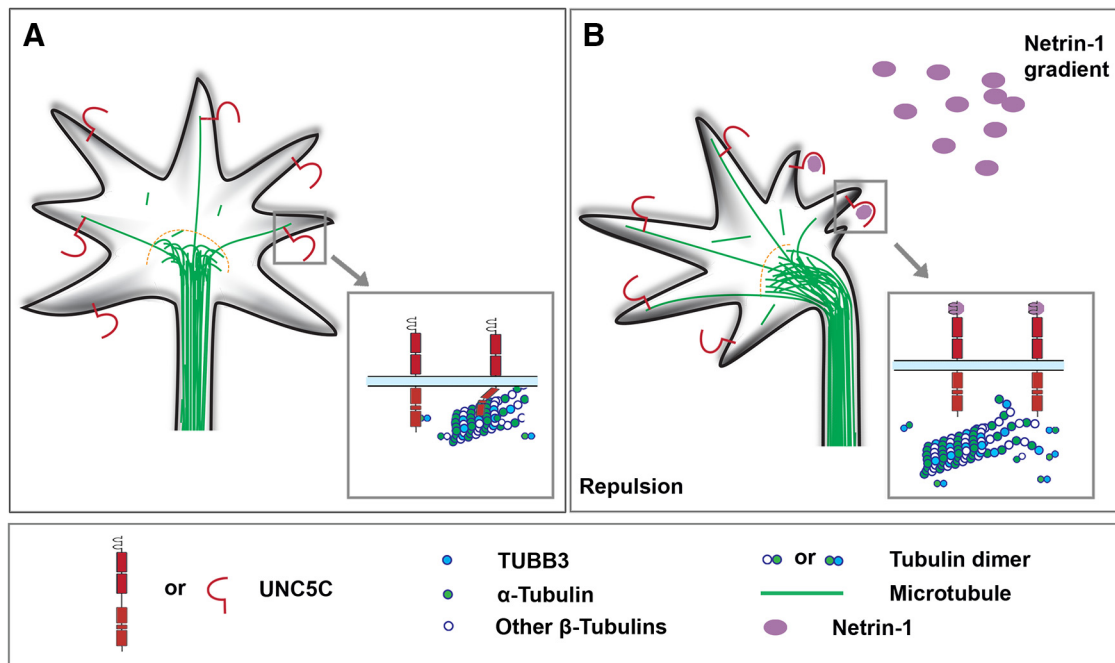 A
B
Netrin-1
gradient
Repulsion
or
UNC5C
TUBB3
α-Tubulin
Other β-Tubulins
or
Tubulin dimer
Microtubule
Netrin-1